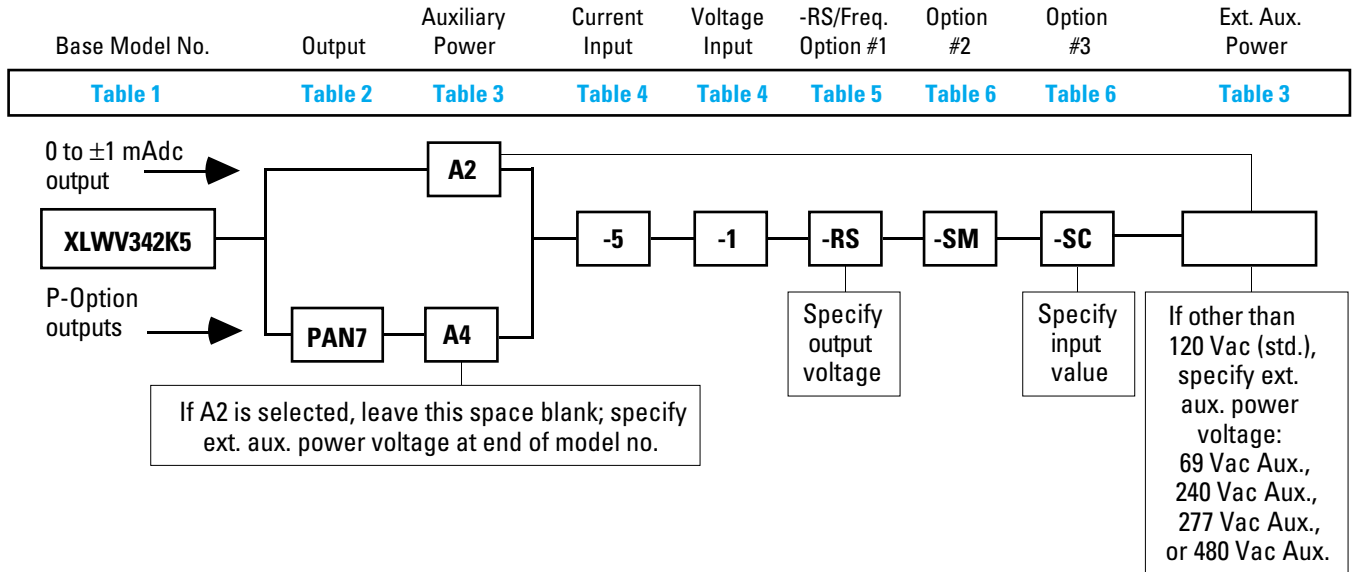 Base Model No.
Output
Auxiliary
Power
Current
Input
Voltage
Input
-RS/Freq.
Option #1
Option
#2
Option
#3
Ext. Aux.
Power
Table 1
Table 2
Table 3
Table 4
Table 4
Table 5
Table 6
Table 6
Table 3
0 to ±1 mAdc
output
A2
XLWV342K5
-5
-1
-RS
-SM
-SC
P-Option
outputs
PAN7
A4
If A2 is selected, leave this space blank; specify
ext. aux. power voltage at end of model no.
Specify
output
voltage
Specify
input
value
If other than
120 Vac (std.),
specify ext.
aux. power
voltage:
69 Vac Aux.,
240 Vac Aux.,
277 Vac Aux.,
or 480 Vac Aux.